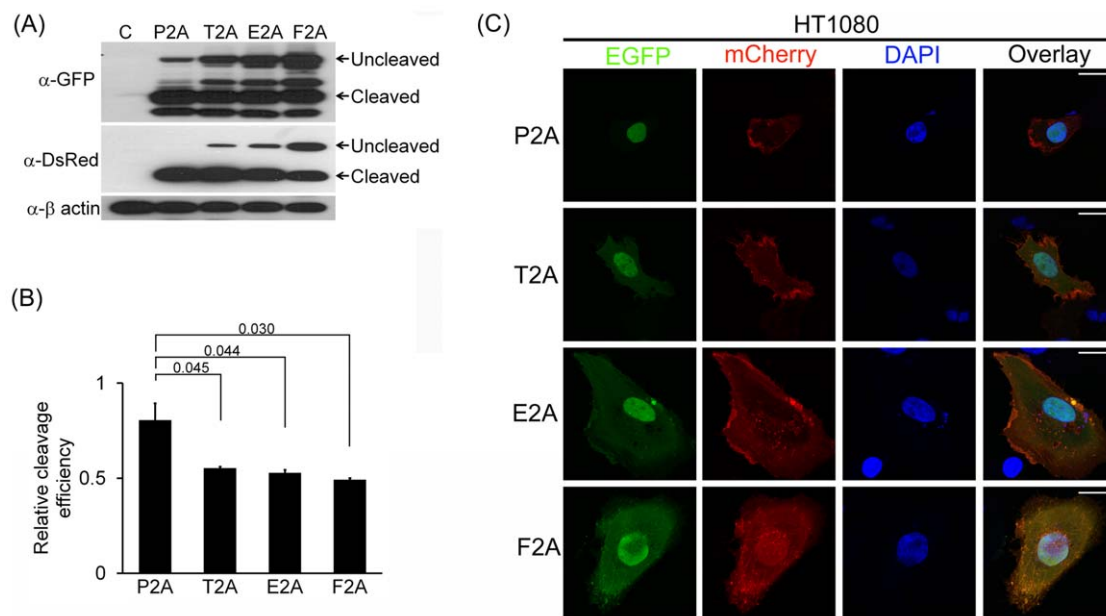 (A)
C P2A T2A E2A F2A
α-GFP
Uncleaved
Cleaved
α-DsRed
Uncleaved
Cleaved
α-β actin
(B)
0.030
0.044
0.045
1
0.5
0
Relative cleavage
efficiency
P2A T2A E2A F2A
(C)
HT1080
EGFP mCherry DAPI Overlay
P2A
T2A
E2A
F2A